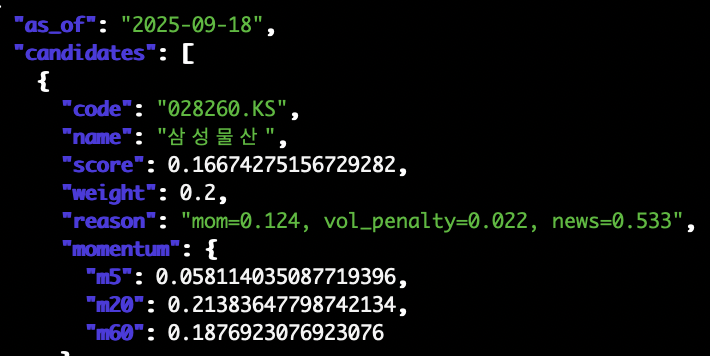 "as_of": "2025-09-18",
"candidates": [
{
"code": "028260.KS",
"name": "삼성물산",
"score": 0.16674275156729282,
"weight": 0.2,
"reason": "mom=0.124, vol_penalty=0.022, news=0.533",
"momentum": {
"m5": 0.058114035087719396,
"m20": 0.21383647798742134,
"m60": 0.1876923076923076
}